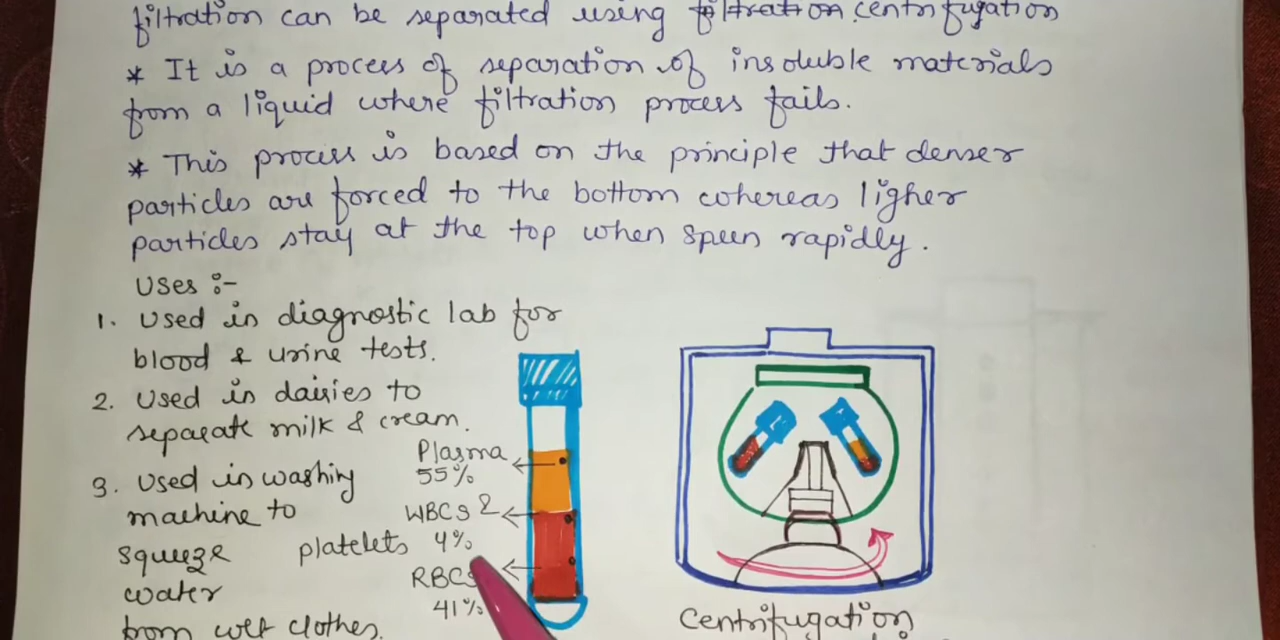 filtration can be separated using filtration centrifugation
* It is a process of separation of insoluble materials
from a liquid where filtration process fails.
* This process is based on the principle that denser
particles are forced to the bottom whereas ligher
particles stay at the top when speen rapidly.
Uses :-
1. Used in diagnostic lab for
blood & urine tests.
2. Used in dairies to
separate milk & cream.
3. Used in washing
machine to
squeeze
water
from wet clothes.
Plasma
55%
WBCs &
platelets 4%
RBCs
41%
Centrifugation